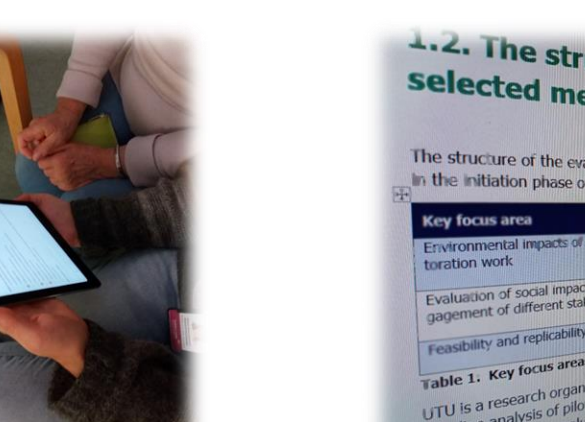 1.2. The str
selected me
The structure of the eva
In the initiation phase o
Key focus area
Environmental impacts of
toration work
Evaluation of social impac
gagement of different stak
Feasibility and replicability
Table 1. Key focus area
UTU is a research organ
analysis of pilo